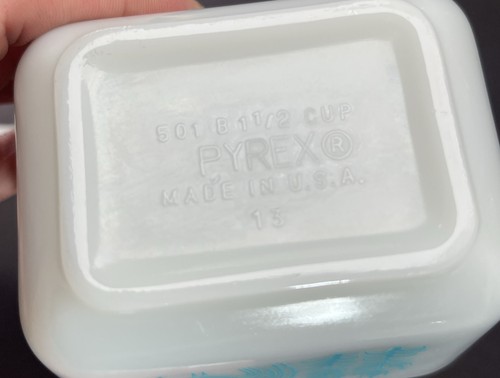 501 B 1 1/2 CUP
PYREX®
MADE IN U.S.A.
13